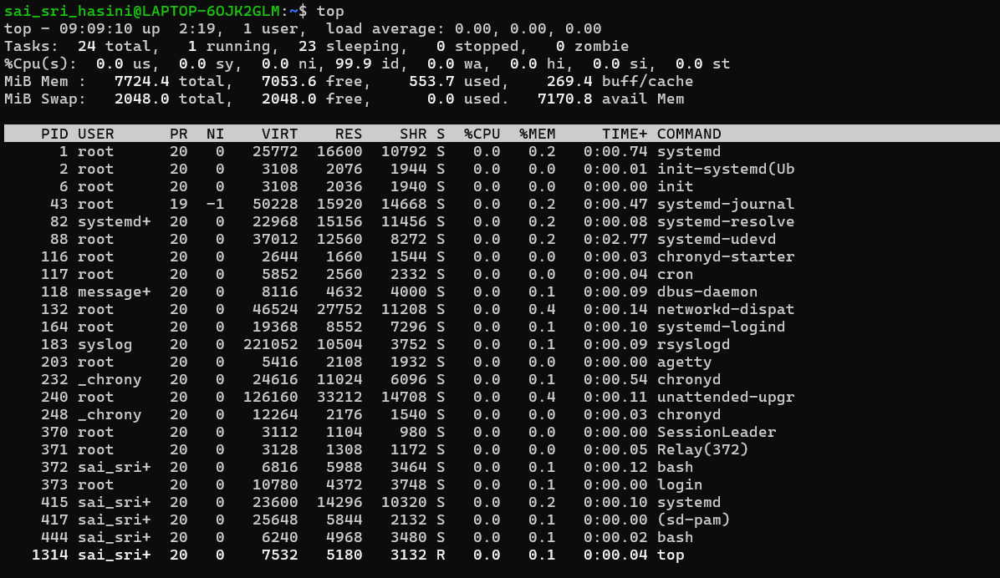 sai_sri_hasini@LAPTOP-6OJK2GLM:~$ top
top - 09:09:10 up  2:19,  1 user,  load average: 0.00, 0.00, 0.00
Tasks:  24 total,   1 running,  23 sleeping,   0 stopped,   0 zombie
%Cpu(s):  0.0 us,  0.0 sy,  0.0 ni, 99.9 id,  0.0 wa,  0.0 hi,  0.0 si,  0.0 st
MiB Mem :   7724.4 total,   7053.6 free,    553.7 used,    269.4 buff/cache
MiB Swap:   2048.0 total,   2048.0 free,      0.0 used.   7170.8 avail Mem
    PID USER      PR  NI    VIRT    RES    SHR S  %CPU  %MEM     TIME+ COMMAND
      1 root      20   0   25772  16600  10792 S   0.0   0.2   0:00.74 systemd
      2 root      20   0    3108   2076   1944 S   0.0   0.0   0:00.01 init-systemd(Ub
      6 root      20   0    3108   2036   1940 S   0.0   0.0   0:00.00 init
     43 root      19  -1   50228  15920  14668 S   0.0   0.2   0:00.47 systemd-journal
     82 systemd+  20   0   22968  15156  11456 S   0.0   0.2   0:00.08 systemd-resolve
     88 root      20   0   37012  12560   8272 S   0.0   0.2   0:02.77 systemd-udevd
    116 root      20   0    2644   1660   1544 S   0.0   0.0   0:00.03 chronyd-starter
    117 root      20   0    5852   2560   2332 S   0.0   0.0   0:00.04 cron
    118 message+  20   0    8116   4632   4000 S   0.0   0.1   0:00.09 dbus-daemon
    132 root      20   0   46524  27752  11208 S   0.0   0.4   0:00.14 networkd-dispat
    164 root      20   0   19368   8552   7296 S   0.0   0.1   0:00.10 systemd-logind
    183 syslog    20   0  221052  10504   3752 S   0.0   0.1   0:00.09 rsyslogd
    203 root      20   0    5416   2108   1932 S   0.0   0.0   0:00.00 agetty
    232 _chrony   20   0   24616  11024   6096 S   0.0   0.1   0:00.54 chronyd
    240 root      20   0  126160  33212  14708 S   0.0   0.4   0:00.11 unattended-upgr
    248 _chrony   20   0   12264   2176   1540 S   0.0   0.0   0:00.03 chronyd
    370 root      20   0    3112   1104    980 S   0.0   0.0   0:00.00 SessionLeader
    371 root      20   0    3128   1308   1172 S   0.0   0.0   0:00.05 Relay(372)
    372 sai_sri+  20   0    6816   5988   3464 S   0.0   0.1   0:00.12 bash
    373 root      20   0   10780   4372   3748 S   0.0   0.1   0:00.00 login
    415 sai_sri+  20   0   23600  14296  10320 S   0.0   0.2   0:00.10 systemd
    417 sai_sri+  20   0   25648   5844   2132 S   0.0   0.1   0:00.00 (sd-pam)
    444 sai_sri+  20   0    6240   4968   3480 S   0.0   0.1   0:00.02 bash
   1314 sai_sri+  20   0    7532   5180   3132 R   0.0   0.1   0:00.04 top